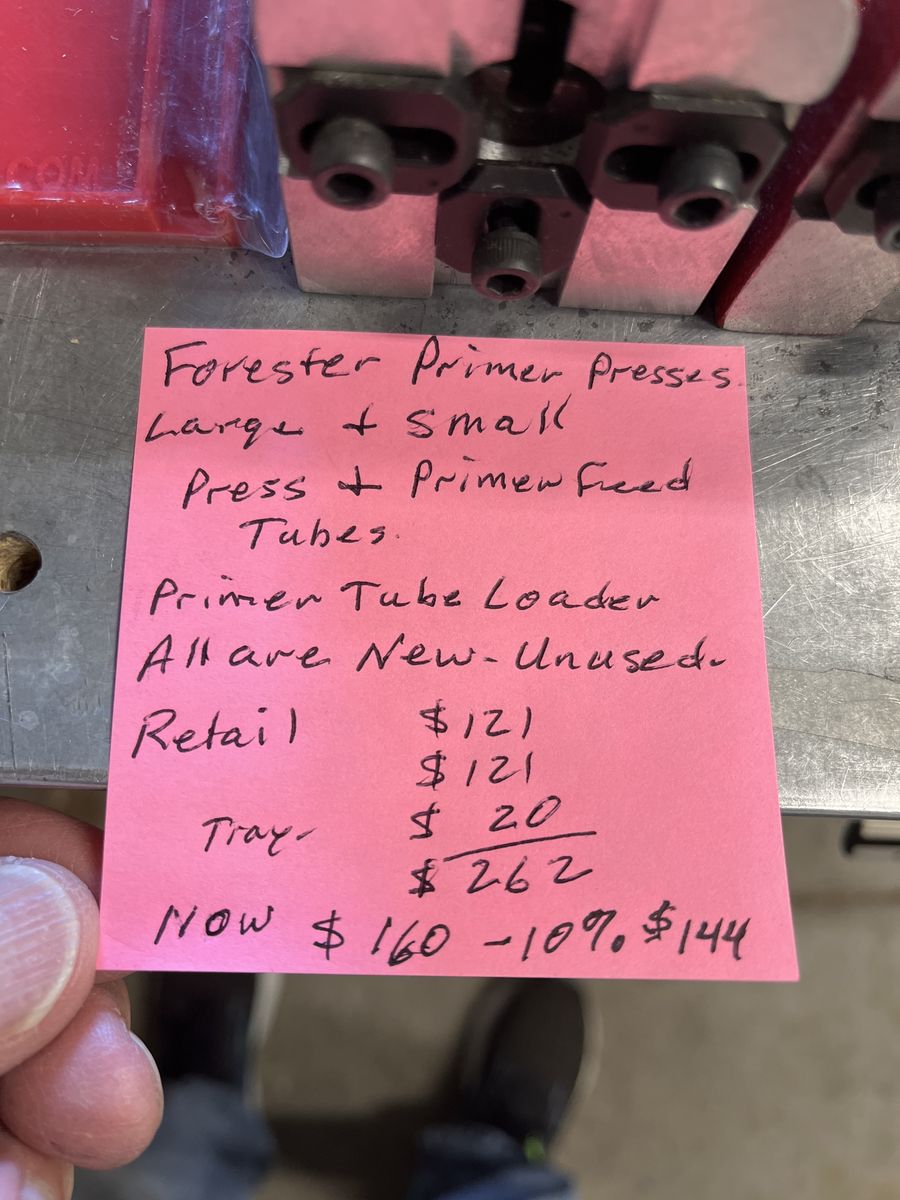 COM
Forester Primer Presses.
Large + Small
Press + Primer Feed
Tubes.
Primer Tube Loader
All are New-Unused-
Retail $121
$121
Tray- $ 20
$262
NOW $160 -10% $144